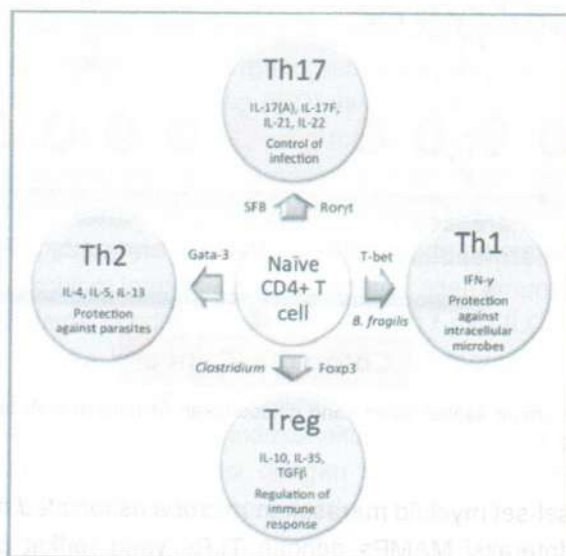 Th17
IL-17(A), IL-17F,
IL-21, IL-22
Control of
infection
SFB Rorγt
Th2
IL-4, IL-5, IL-13
Protection
against parasites
Gata-3
Naïve
CD4+ T
cell
T-bet
B. fragilis
Th1
IFN-γ
Protection
against
intracellular
microbes
Clostridium Foxp3
Treg
IL-10, IL-35,
TGFβ
Regulation of
immune
response